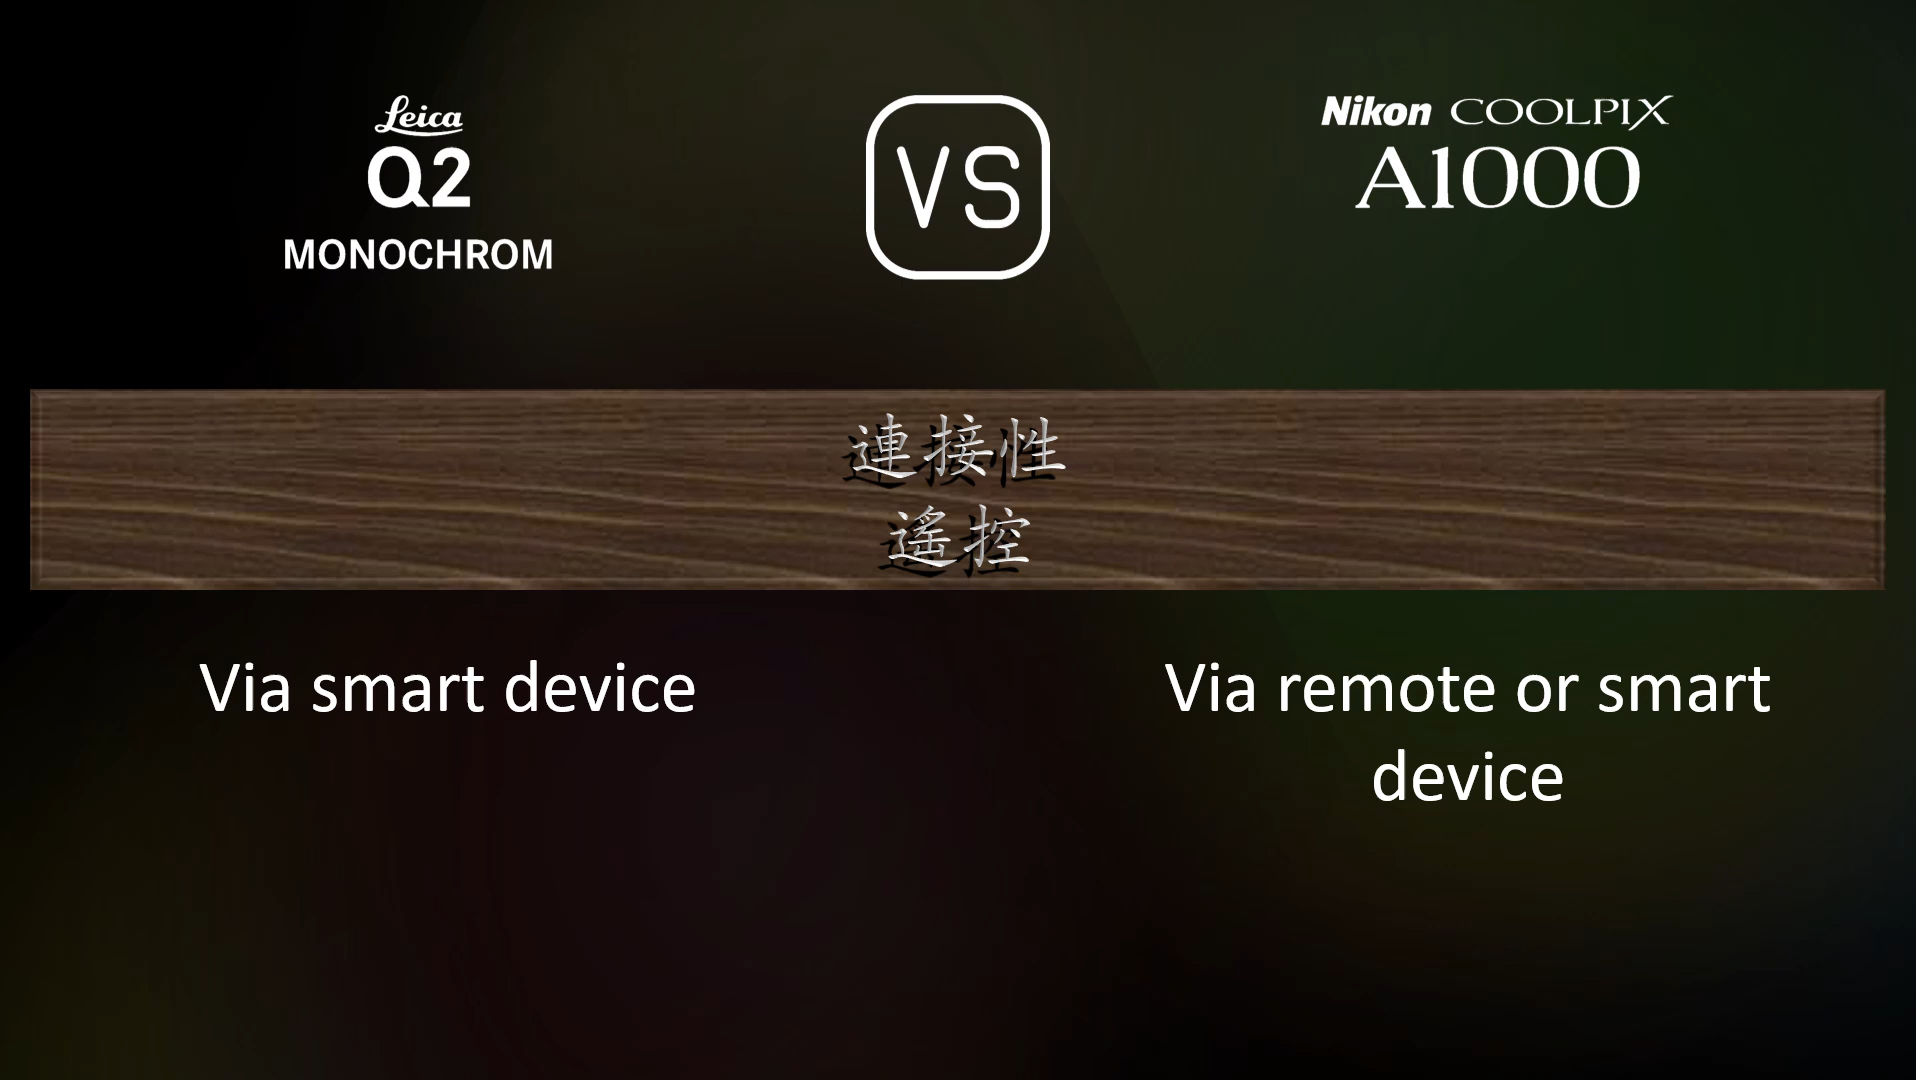 Leica
Q2
MONOCHROM
VS
Nikon COOLPIX
A1000
連接性
遙控
Via smart device
Via remote or smart
device